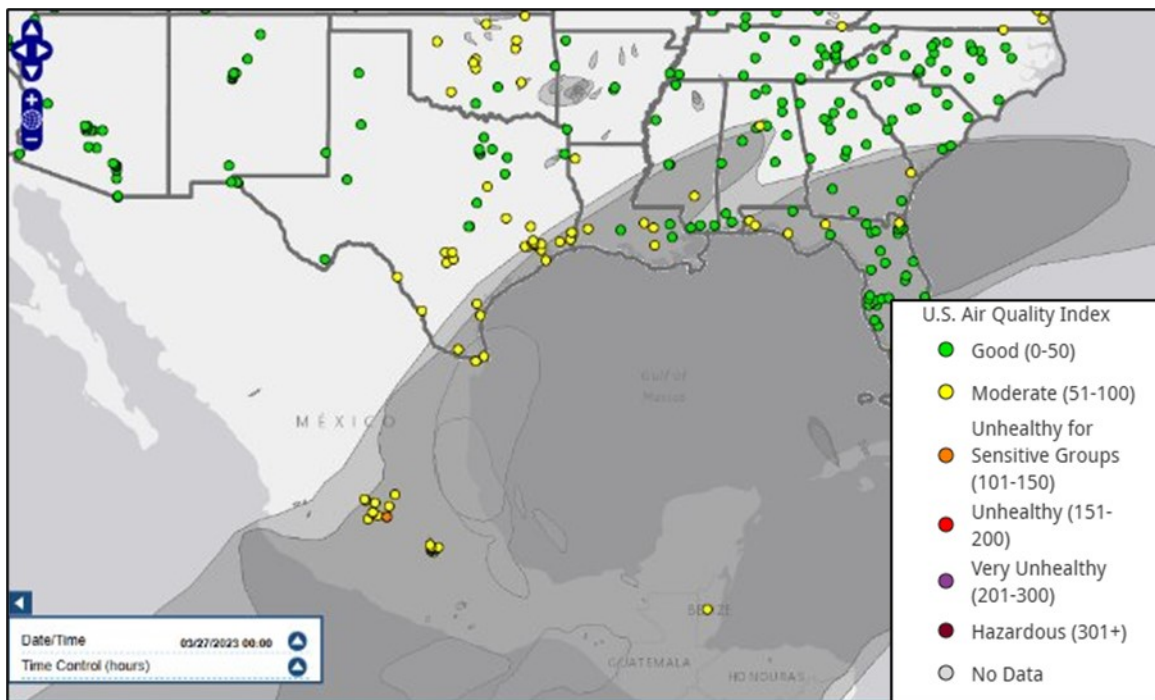 Gulf of
Mexico
MÉXICO
BELIZE
GUATEMALA
HONDURAS
Date/Time 03/27/2023 00:00
Time Control (hours)
U.S. Air Quality Index
Good (0-50)
Moderate (51-100)
Unhealthy for
Sensitive Groups
(101-150)
Unhealthy (151-
200)
Very Unhealthy
(201-300)
Hazardous (301+)
No Data